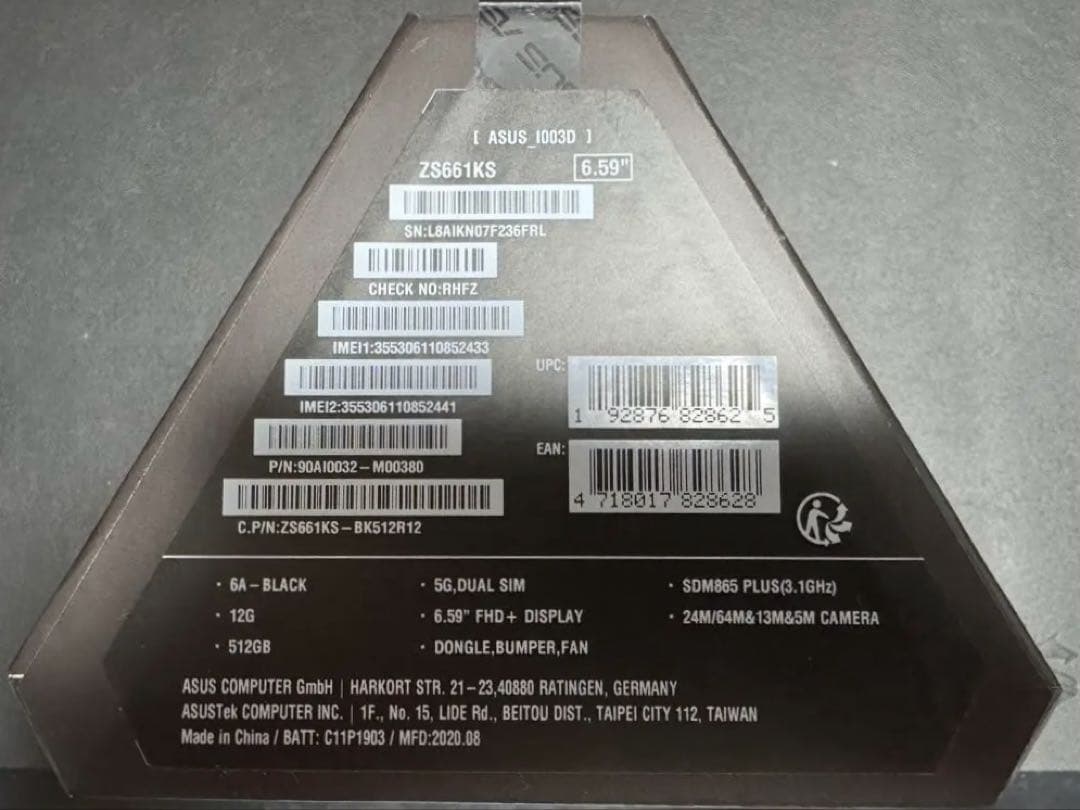 [ ASUS_I003D ]
ZS661KS 6.59"
SN:L8AIKN07F236FRL
CHECK NO:RHFZ
IMEI1:355306110852433
IMEI2:355306110852441
P/N:90AI0032-M00380
C.P/N:ZS661KS-BK512R12
UPC:
1 92876 82862 5
EAN:
4 718017 828628
· 6A-BLACK
· 12G
· 512GB
· 5G,DUAL SIM
· 6.59" FHD+ DISPLAY
· DONGLE,BUMPER,FAN
· SDM865 PLUS(3.1GHz)
· 24M/64M&13M&5M CAMERA
ASUS COMPUTER GmbH | HARKORT STR. 21-23,40880 RATINGEN, GERMANY
ASUSTek COMPUTER INC. | 1F., No. 15, LIDE Rd., BEITOU DIST., TAIPEI CITY 112, TAIWAN
Made in China / BATT: C11P1903 / MFD:2020.08